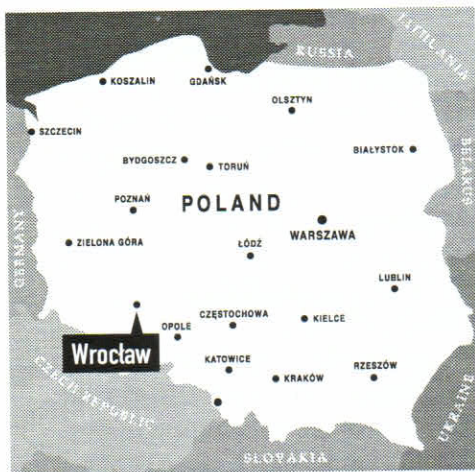 LITHUANIA
RUSSIA
KOSZALIN
GDAŃSK
OLSZTYN
SZCZECIN
BIAŁYSTOK
BYDGOSZCZ
TORUŃ
BELARUS
POZNAŃ
POLAND
WARSZAWA
GERMANY
ZIELONA GÓRA
ŁÓDŹ
LUBLIN
CZĘSTOCHOWA
KIELCE
OPOLE
Wrocław
KATOWICE
KRAKÓW
RZESZÓW
CZECH REPUBLIC
UKRAINE
SLOVAKIA